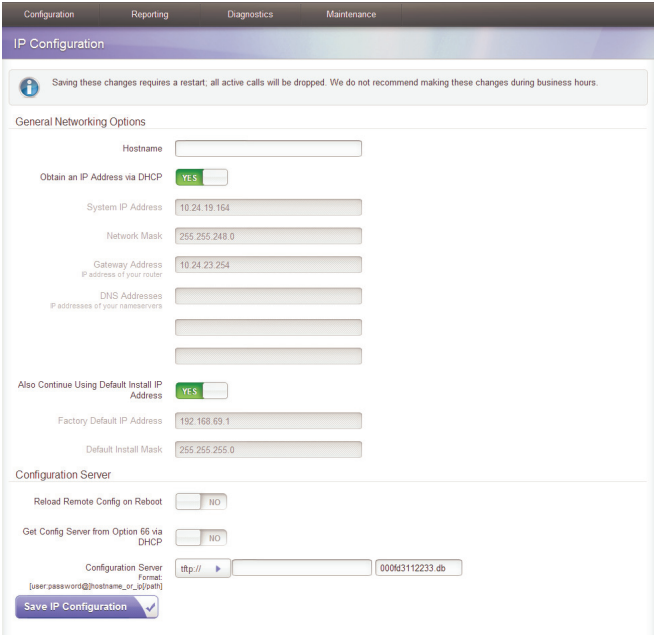 Configuration Reporting Diagnostics Maintenance
IP Configuration
Saving these changes requires a restart; all active calls will be dropped. We do not recommend making these changes during business hours.
General Networking Options
Hostname
Obtain an IP Address via DHCP YES
System IP Address 10.24.19.164
Network Mask 255.255.248.0
Gateway Address 10.24.23.254
IP address of your router
DNS Addresses
IP addresses of your nameservers
Also Continue Using Default Install IP
Address YES
Factory Default IP Address 192.168.69.1
Default Install Mask 255.255.255.0
Configuration Server
Reload Remote Config on Reboot NO
Get Config Server from Option 66 via
DHCP NO
Configuration Server tftp:// 000fd3112233.db
Format:
[user:password@]hostname_or_ip[/path]
Save IP Configuration